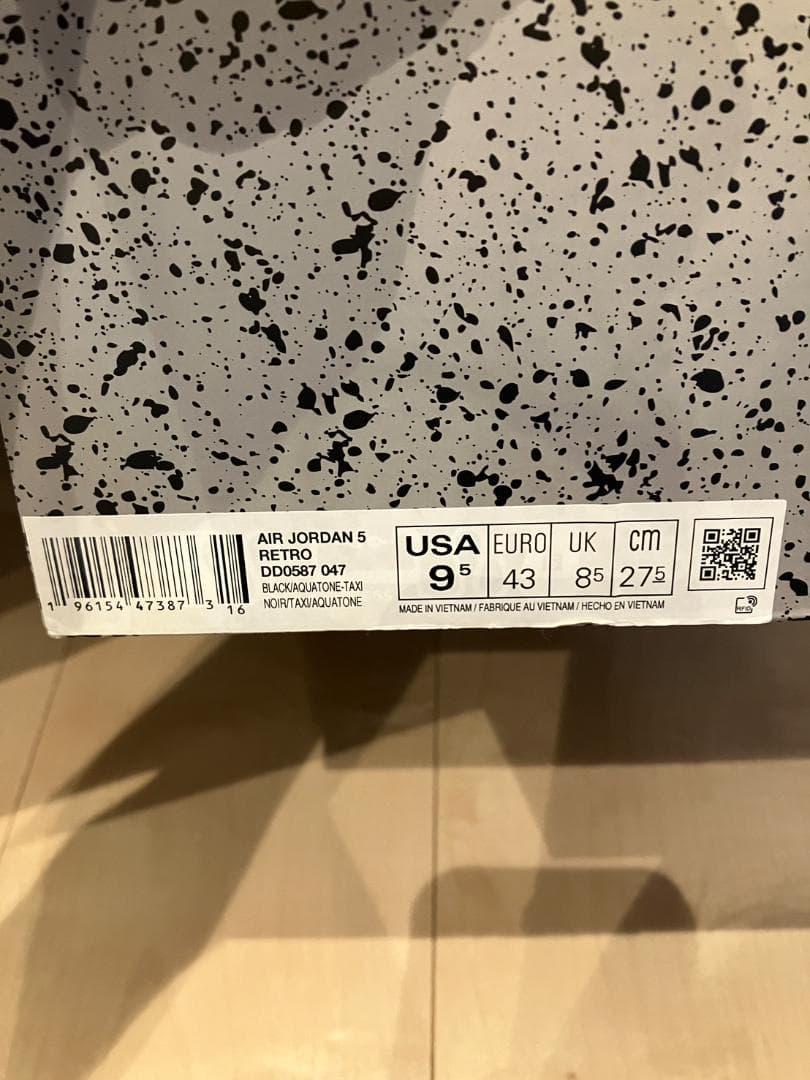 AIR JORDAN 5
RETRO
DD0587 047
BLACK/AQUATONE-TAXI
NOIR/TAXI/AQUATONE
1 96154 47387 3 16
USA EURO UK cm
9⁵ 43 8⁵ 27⁵
MADE IN VIETNAM / FABRIQUE AU VIETNAM / HECHO EN VIETNAM
RFID